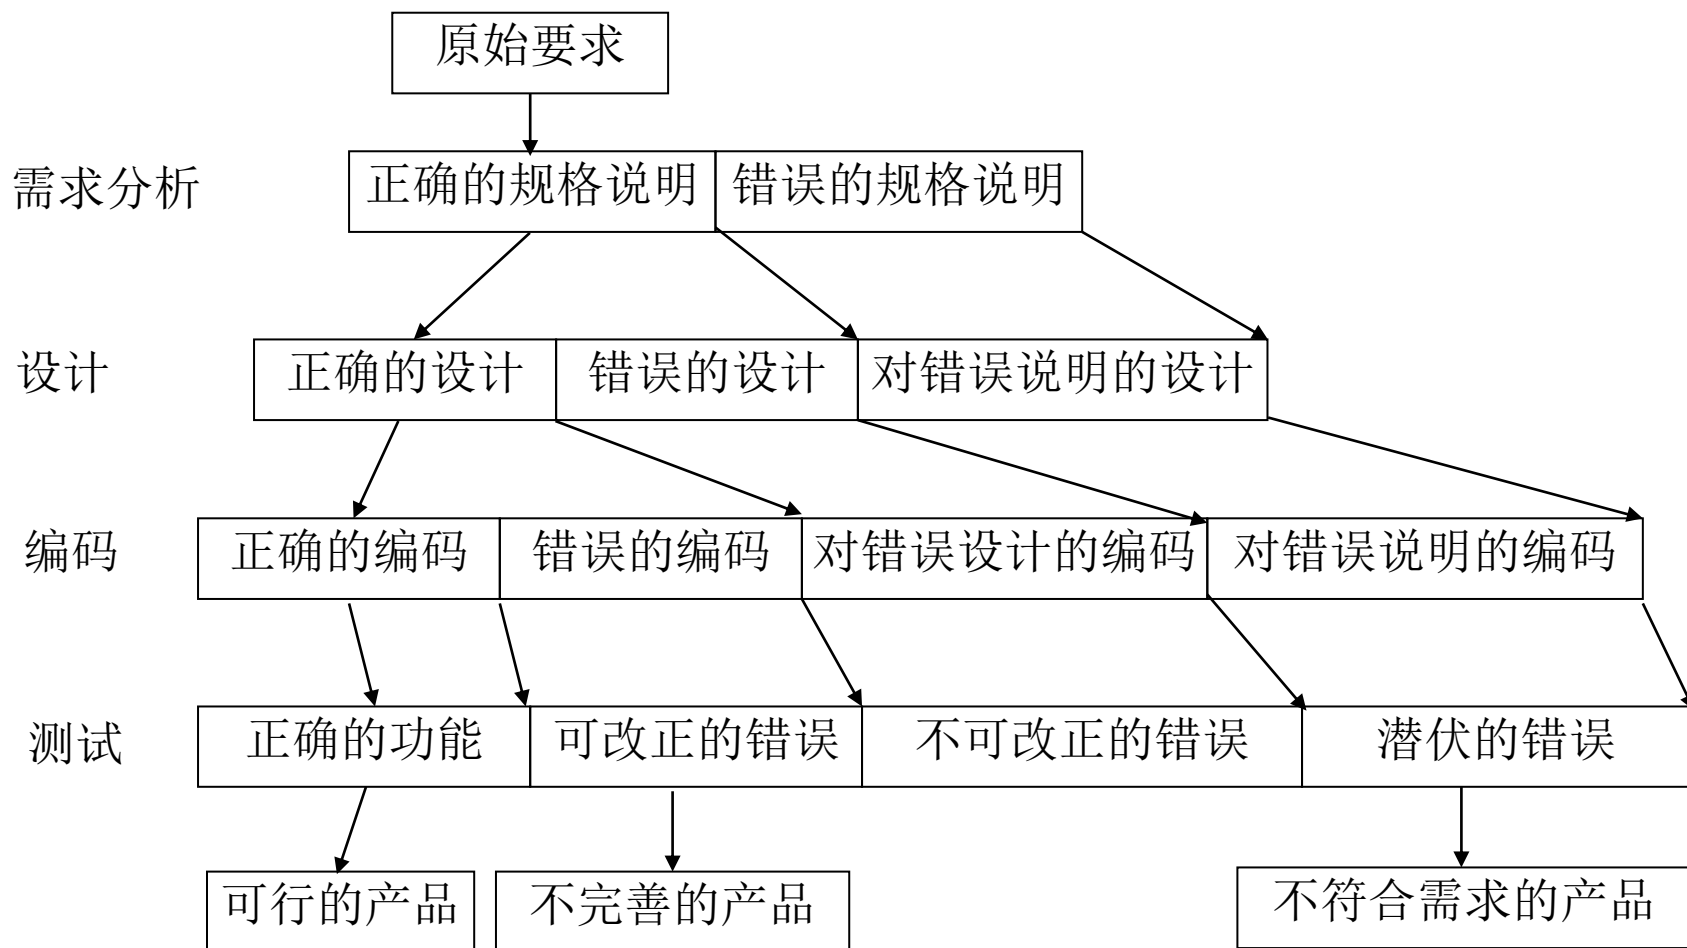 原始要求
需求分析
正确的规格说明
错误的规格说明
设计
正确的设计
错误的设计
对错误说明的设计
编码
正确的编码
错误的编码
对错误设计的编码
对错误说明的编码
测试
正确的功能
可改正的错误
不可改正的错误
潜伏的错误
可行的产品
不完善的产品
不符合需求的产品